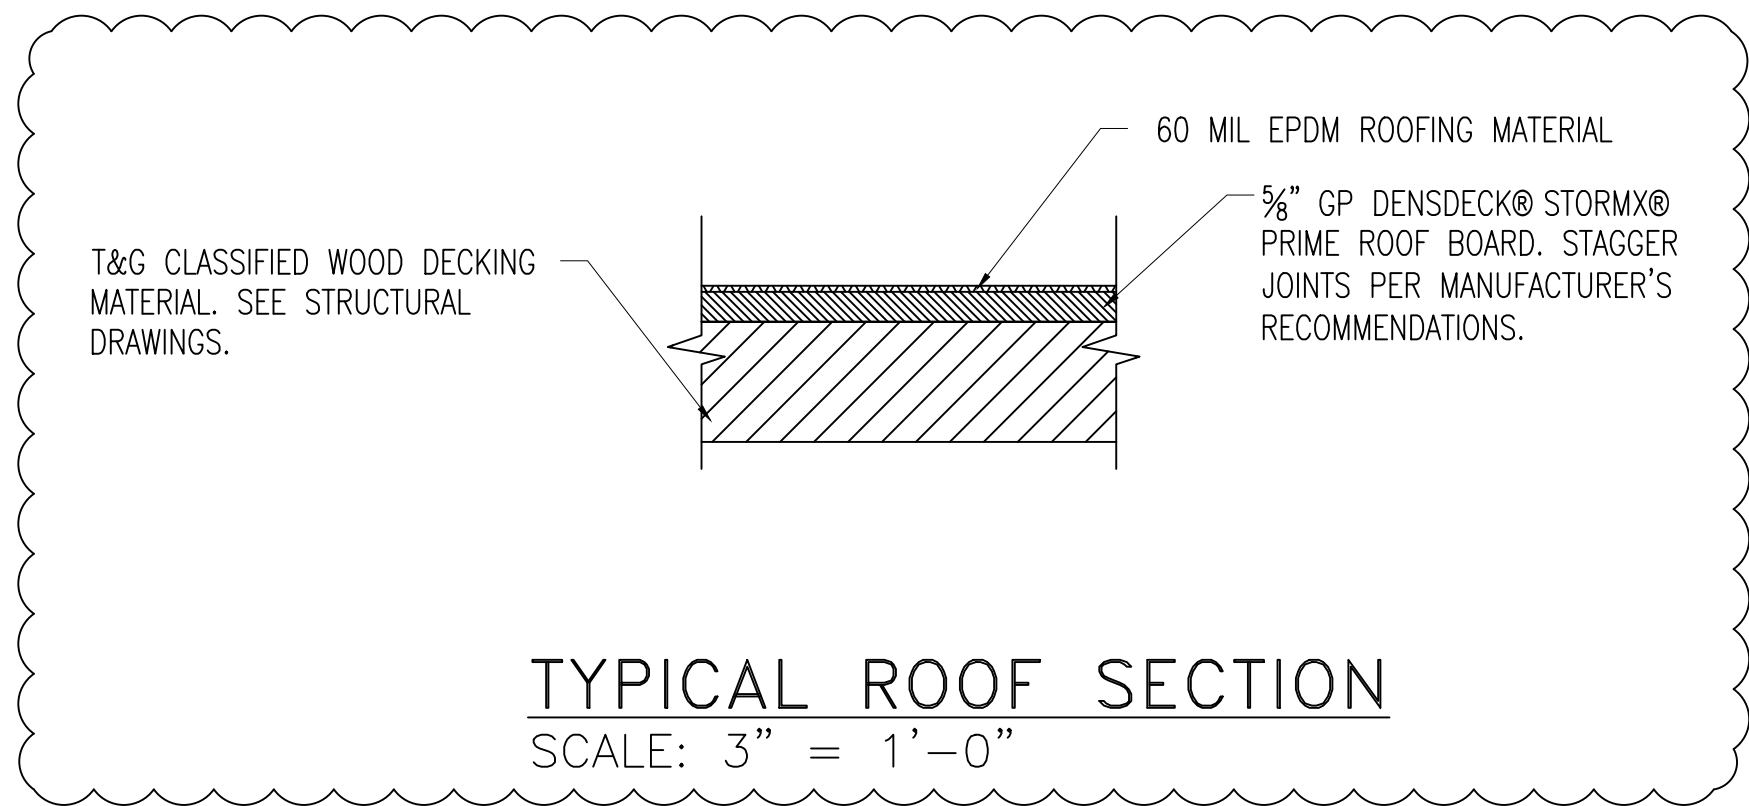 60 MIL EPDM ROOFING MATERIAL
⅝” GP DENSDECK® STORMX®
PRIME ROOF BOARD. STAGGER
JOINTS PER MANUFACTURER’S
RECOMMENDATIONS.
T&G CLASSIFIED WOOD DECKING
MATERIAL. SEE STRUCTURAL
DRAWINGS.
TYPICAL ROOF SECTION
SCALE: 3” = 1’-0”